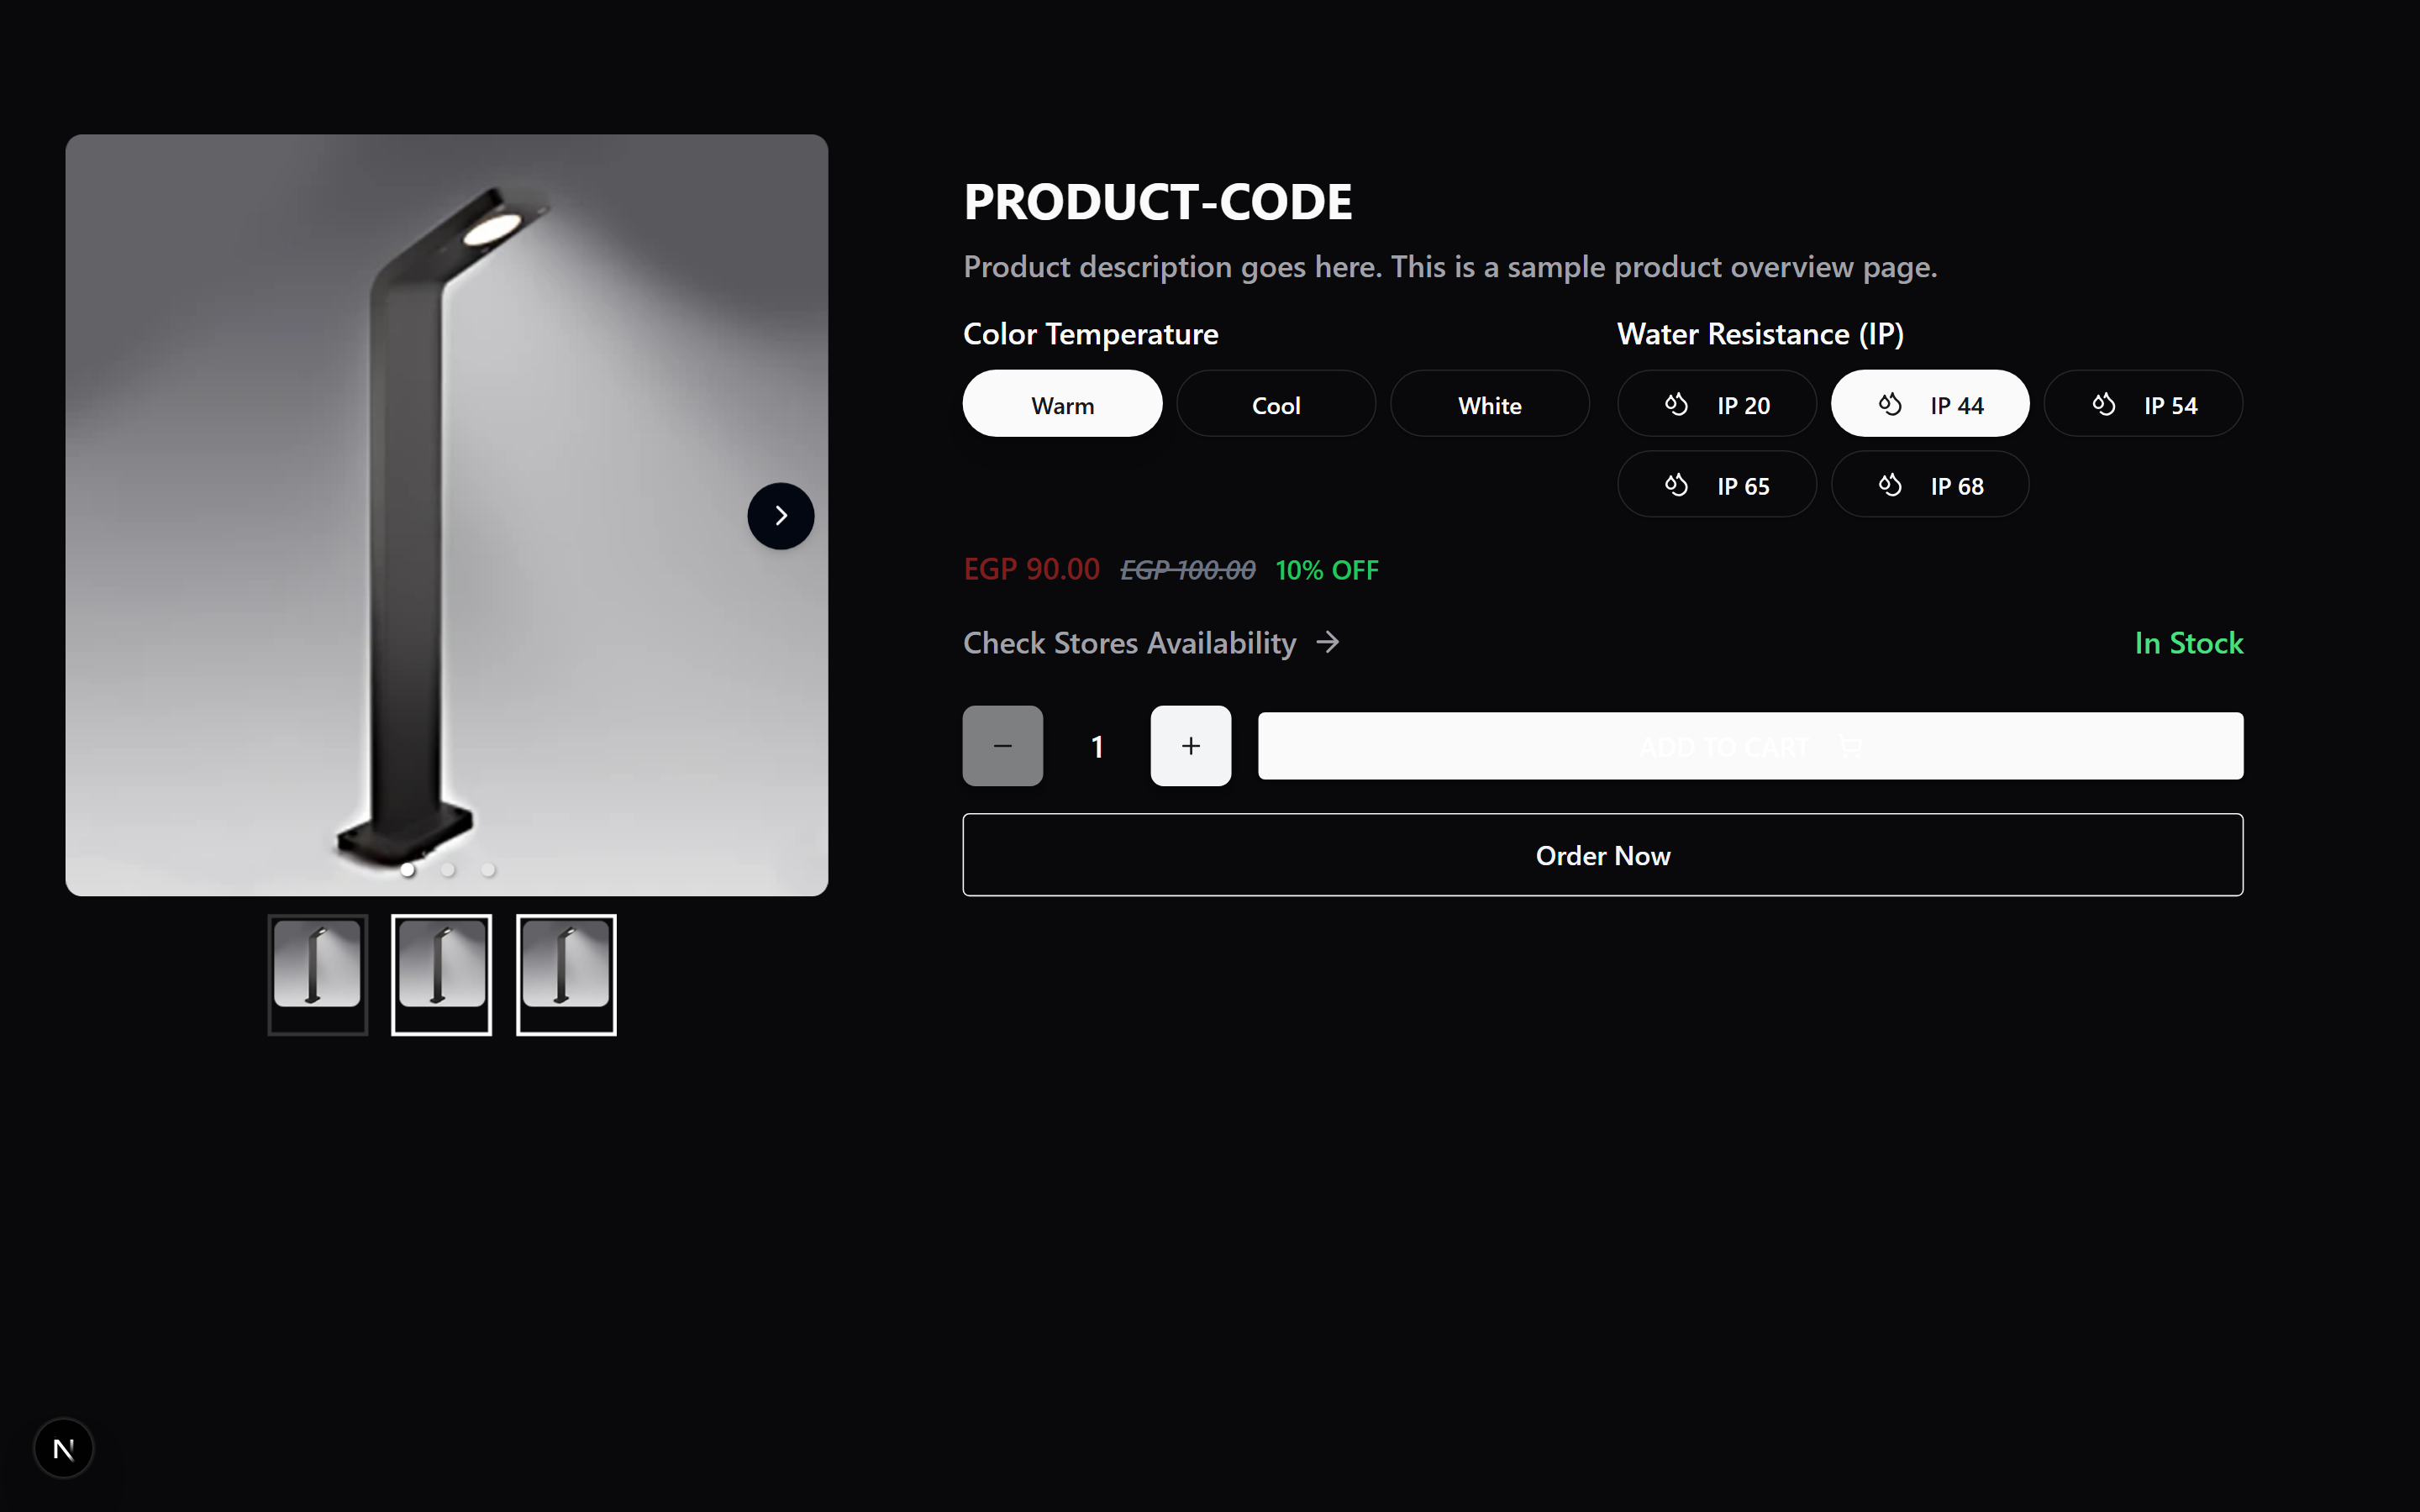 PRODUCT-CODE
Product description goes here. This is a sample product overview page.
Color Temperature
Warm
Cool
White
Water Resistance (IP)
IP 20
IP 44
IP 54
IP 65
IP 68
EGP 90.00 EGP 100.00 10% OFF
Check Stores Availability
In Stock
1
ADD TO CART
Order Now
N